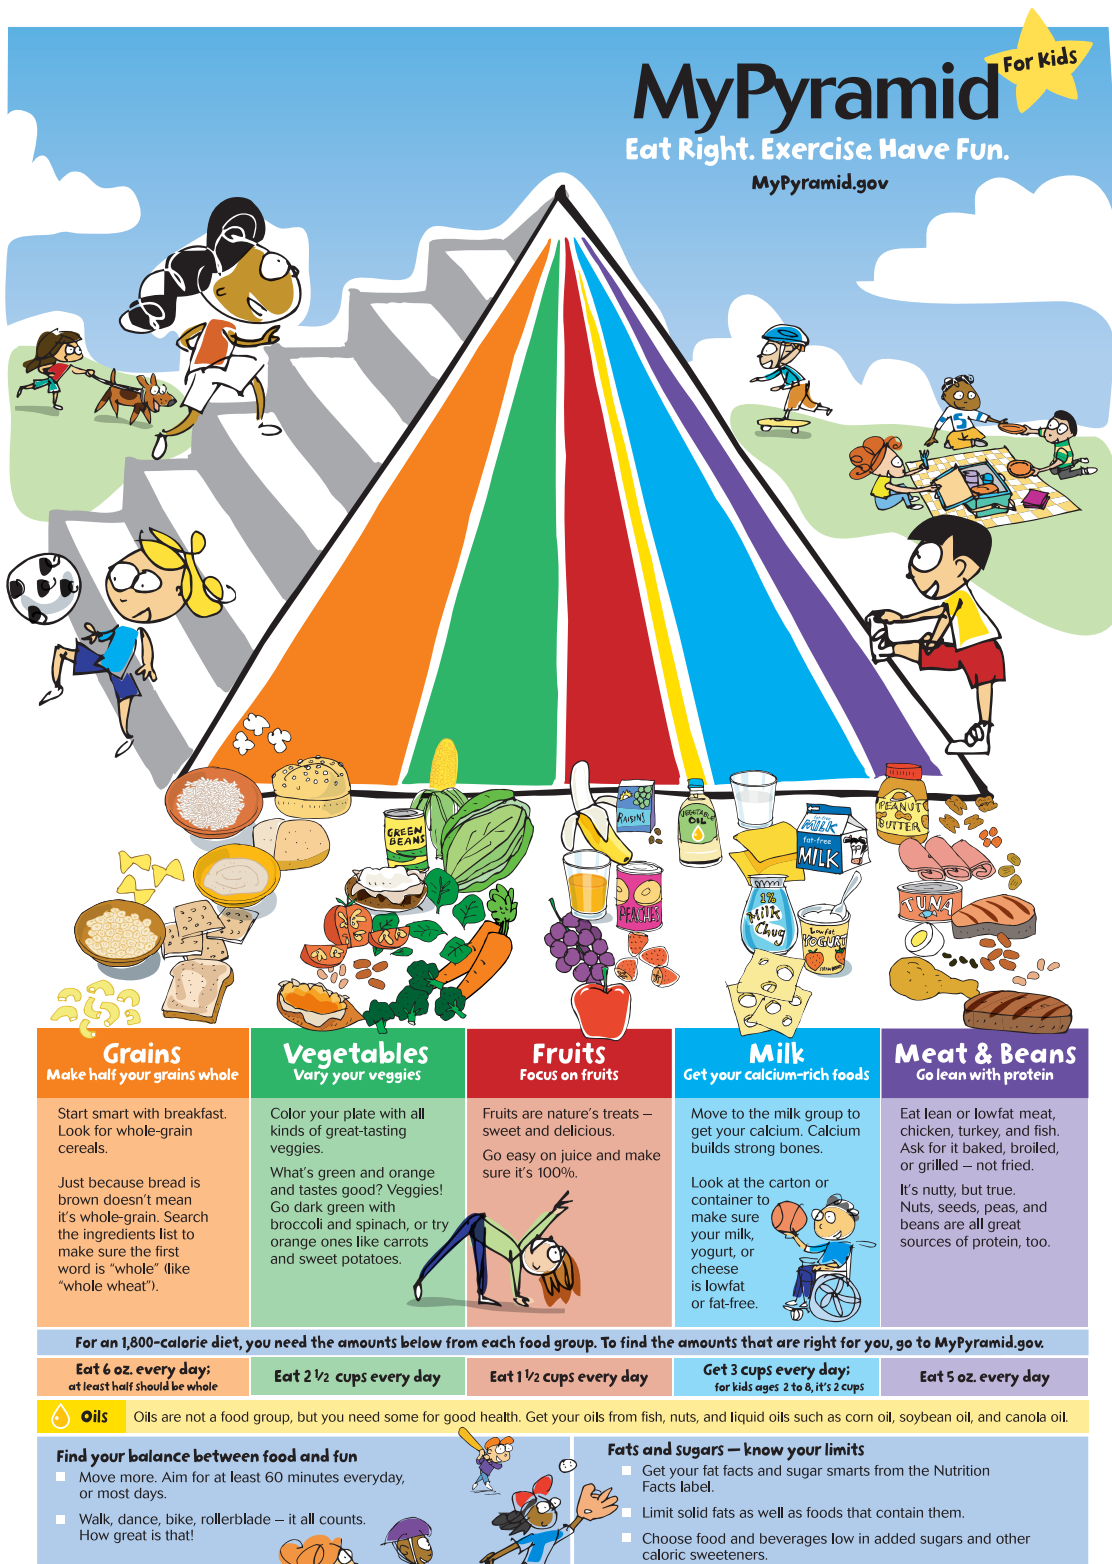 For Kids
MyPyramid
Eat Right. Exercise. Have Fun.
MyPyramid.gov
S
GREEN
BEANS
RAISINS
VEGETABLE
OIL
PEACHES
fat-free
MILK
fat-free
MILK
1%
Milk
Chug
Lowfat
YOGURT
PEANUT
BUTTER
TUNA
Grains
Make half your grains whole
Start smart with breakfast.
Look for whole-grain
cereals.
Just because bread is
brown doesn't mean
it's whole-grain. Search
the ingredients list to
make sure the first
word is “whole” (like
“whole wheat”).
Vegetables
Vary your veggies
Color your plate with all
kinds of great-tasting
veggies.
What's green and orange
and tastes good? Veggies!
Go dark green with
broccoli and spinach, or try
orange ones like carrots
and sweet potatoes.
Fruits
Focus on fruits
Fruits are nature's treats –
sweet and delicious.
Go easy on juice and make
sure it's 100%.
Milk
Get your calcium-rich foods
Move to the milk group to
get your calcium. Calcium
builds strong bones.
Look at the carton or
container to
make sure
your milk,
yogurt, or
cheese
is lowfat
or fat-free.
Meat & Beans
Go lean with protein
Eat lean or lowfat meat,
chicken, turkey, and fish.
Ask for it baked, broiled,
or grilled – not fried.
It's nutty, but true.
Nuts, seeds, peas, and
beans are all great
sources of protein, too.
For an 1,800-calorie diet, you need the amounts below from each food group. To find the amounts that are right for you, go to MyPyramid.gov.
Eat 6 oz. every day;
at least half should be whole
Eat 2 1/2 cups every day
Eat 1 1/2 cups every day
Get 3 cups every day;
for kids ages 2 to 8, it's 2 cups
Eat 5 oz. every day
Oils
Oils are not a food group, but you need some for good health. Get your oils from fish, nuts, and liquid oils such as corn oil, soybean oil, and canola oil.
Find your balance between food and fun
Move more. Aim for at least 60 minutes everyday,
or most days.
Walk, dance, bike, rollerblade – it all counts.
How great is that!
Fats and sugars – know your limits
Get your fat facts and sugar smarts from the Nutrition
Facts label.
Limit solid fats as well as foods that contain them.
Choose food and beverages low in added sugars and other
caloric sweeteners.